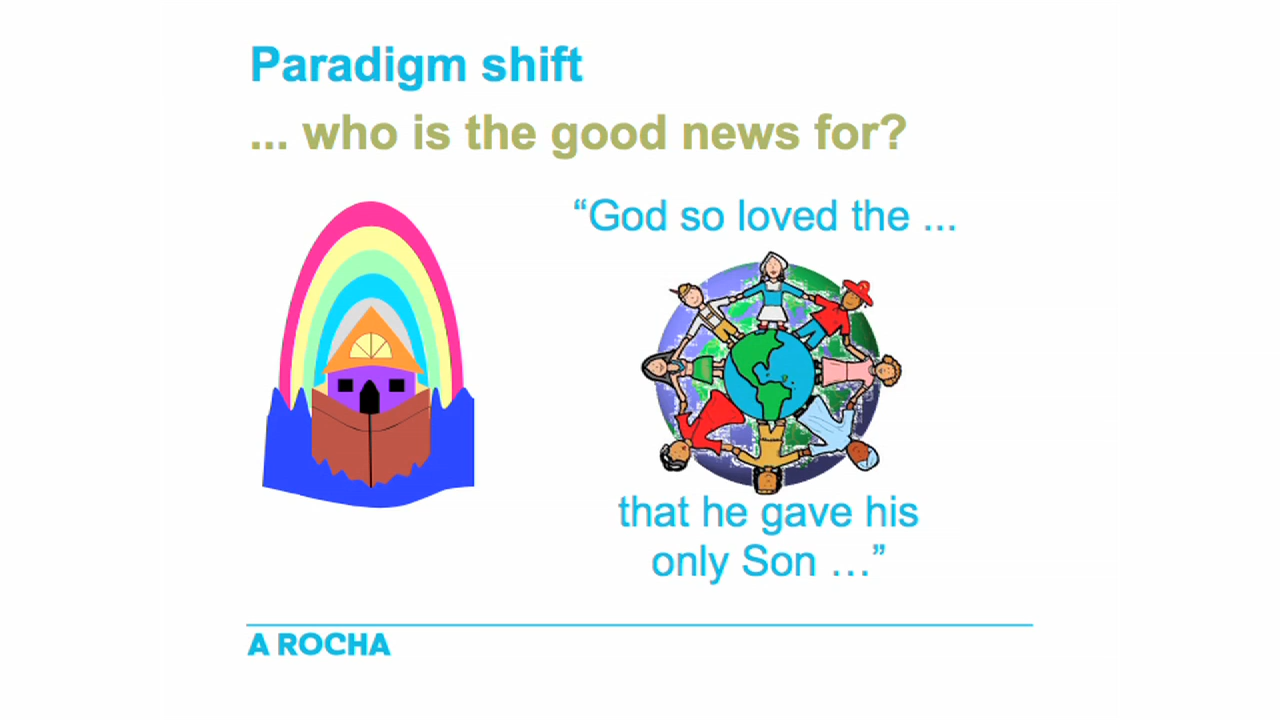 Paradigm shift
... who is the good news for?
“God so loved the ...
that he gave his
only Son …”
A ROCHA